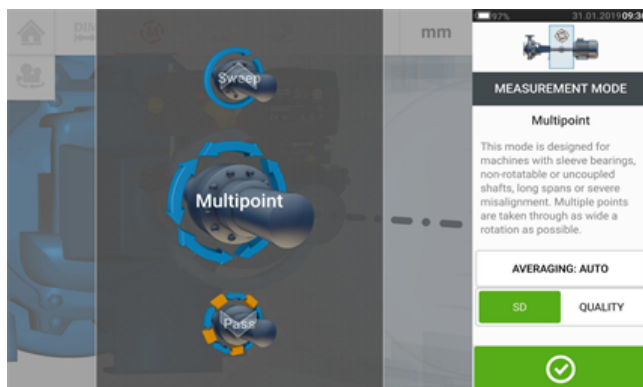 97% 31.01.2019 09:30
DIM
mm
Sweep
Multipoint
Pass
MEASUREMENT MODE
Multipoint
This mode is designed for
machines with sleeve bearings,
non-rotatable or uncoupled
shafts, long spans or severe
misalignment. Multiple points
are taken through as wide a
rotation as possible.
AVERAGING: AUTO
SD QUALITY